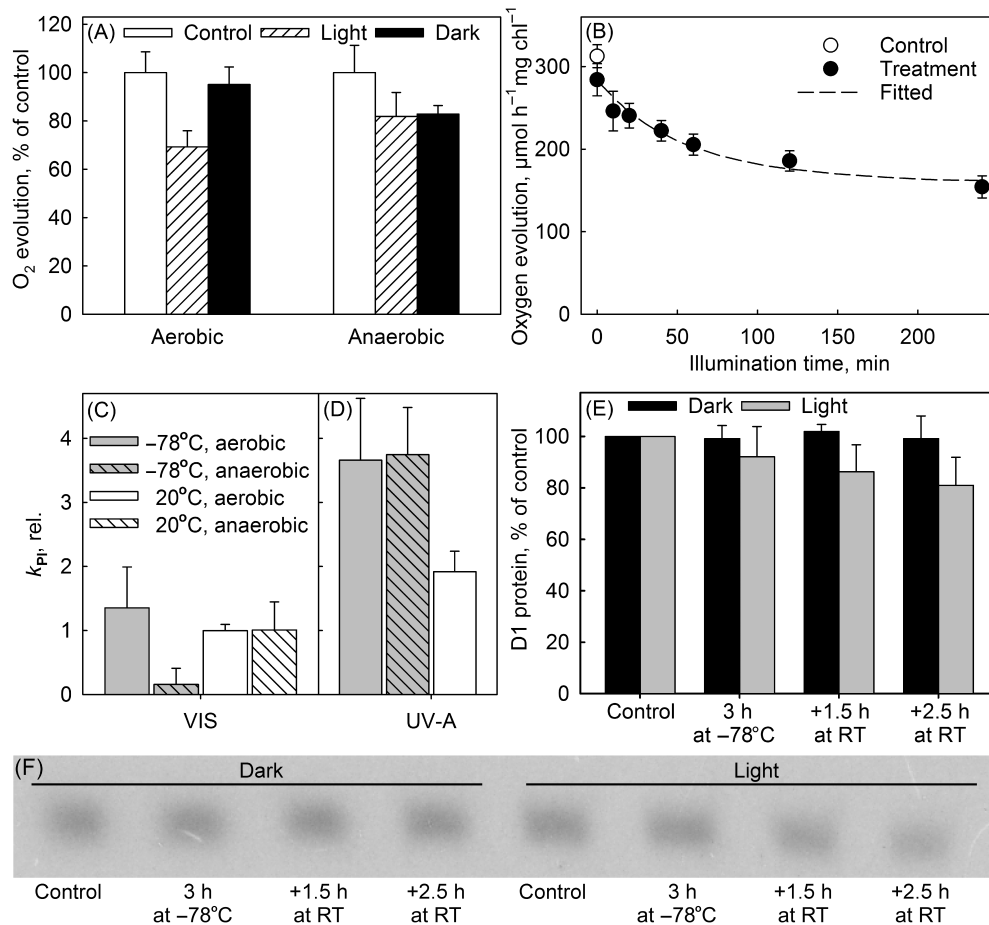 (A) Control Light Dark
O₂ evolution, % of control
120
100
80
60
40
20
0
Aerobic Anaerobic
(B)
Control
Treatment
Fitted
Oxygen evolution, µmol h⁻¹ mg chl⁻¹
300
200
100
0
0 50 100 150 200
Illumination time, min
(C)
–78°C, aerobic
–78°C, anaerobic
20°C, aerobic
20°C, anaerobic
kPI, rel.
4
3
2
1
0
VIS
(D)
UV-A
(E) Dark Light
D1 protein, % of control
100
80
60
40
20
0
Control 3 h +1.5 h +2.5 h
at –78°C at RT at RT
(F) Dark Light
Control 3 h +1.5 h +2.5 h Control 3 h +1.5 h +2.5 h
at –78°C at RT at RT at –78°C at RT at RT